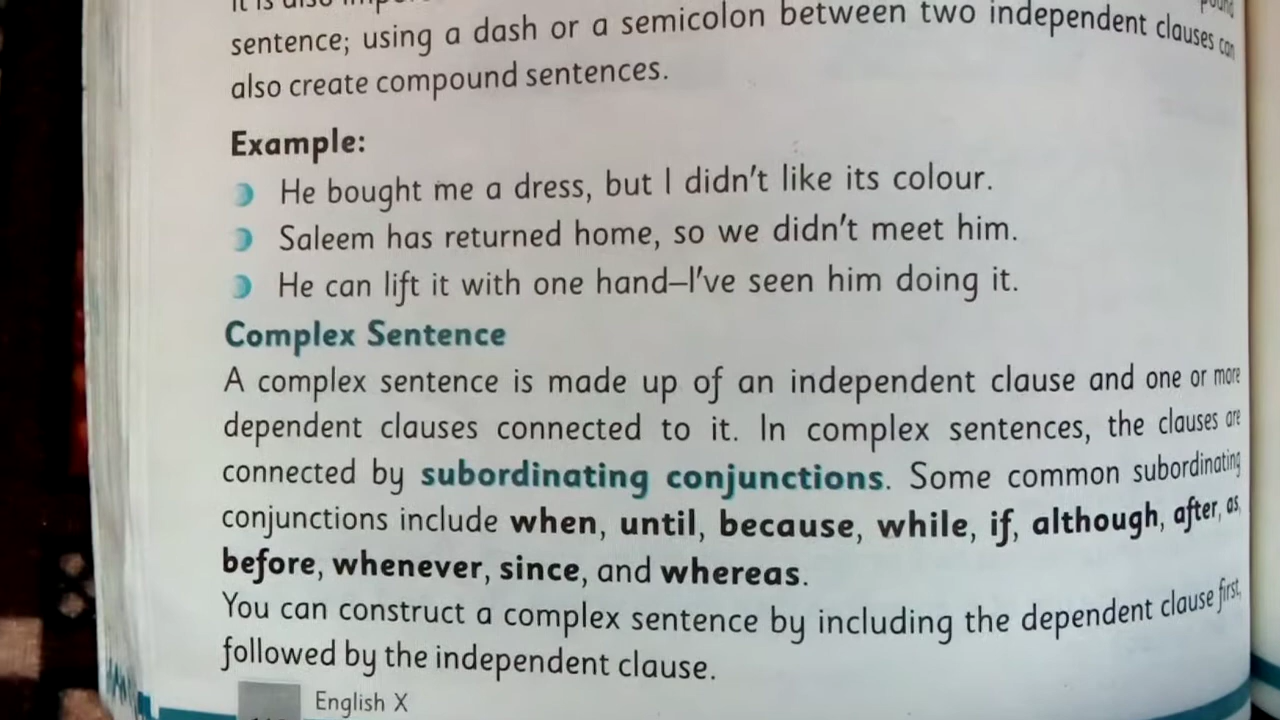 It is also
sentence; using a dash or a semicolon between two independent clauses can
also create compound sentences.
Example:
He bought me a dress, but I didn't like its colour.
Saleem has returned home, so we didn't meet him.
He can lift it with one hand–I've seen him doing it.
Complex Sentence
A complex sentence is made up of an independent clause and one or more
dependent clauses connected to it. In complex sentences, the clauses are
connected by subordinating conjunctions. Some common subordinating
conjunctions include when, until, because, while, if, although, after, as,
before, whenever, since, and whereas.
You can construct a complex sentence by including the dependent clause first,
followed by the independent clause.
English X